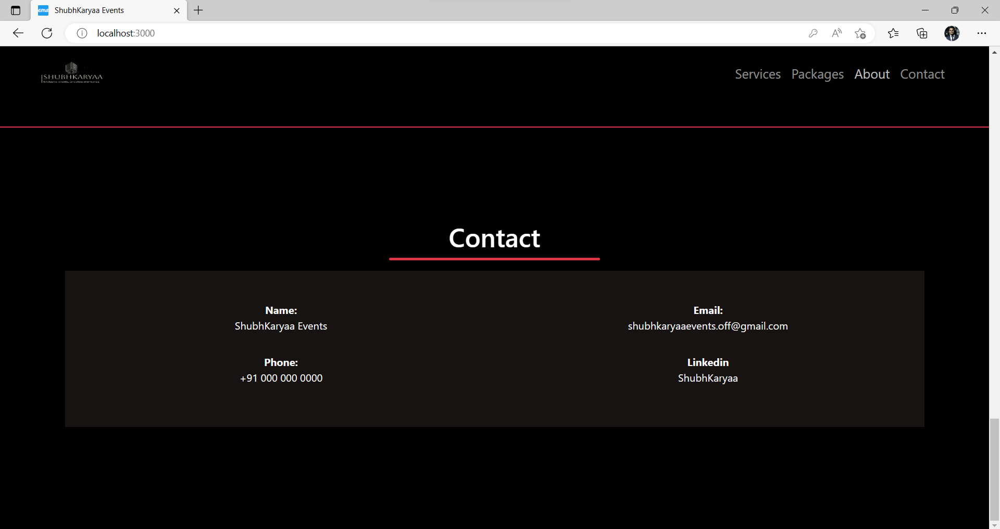 ShubhKaryaa Events
localhost:3000
SHUBHKARYAA
Services Packages About Contact
Contact
Name:
ShubhKaryaa Events
Email:
shubhkaryaaevents.off@gmail.com
Phone:
+91 000 000 0000
Linkedin
ShubhKaryaa